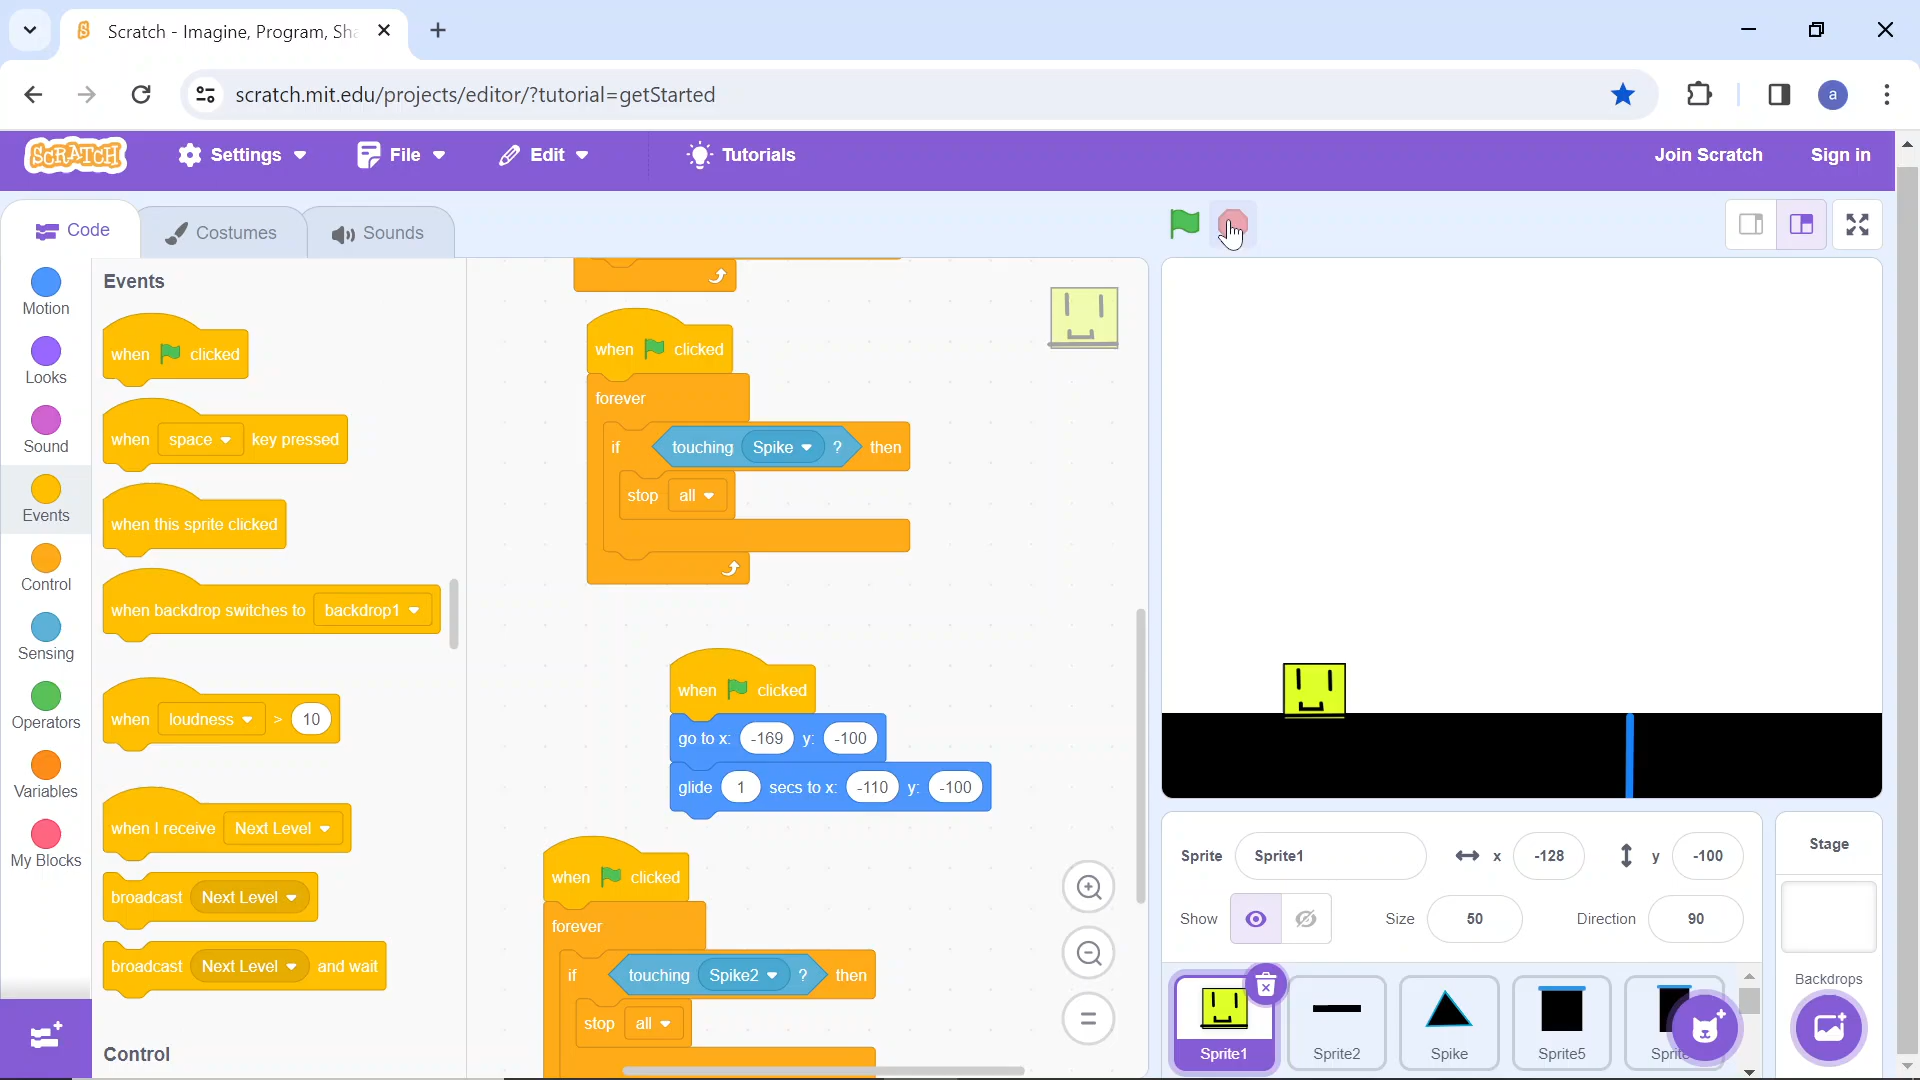 Scratch - Imagine, Program, Sha
scratch.mit.edu/projects/editor/?tutorial=getStarted
a
SCRATCH
Settings
File
Edit
Tutorials
Join Scratch
Sign in
Code
Costumes
Sounds
Motion
Looks
Sound
Events
Control
Sensing
Operators
Variables
My Blocks
Events
when clicked
when space key pressed
when this sprite clicked
when backdrop switches to backdrop1
when loudness > 10
when I receive Next Level
broadcast Next Level
broadcast Next Level and wait
Control
when clicked
forever
if touching Spike ? then
stop all
when clicked
go to x: -169 y: -100
glide 1 secs to x: -110 y: -100
when clicked
forever
if touching Spike2 ? then
stop all
Sprite Sprite1 x -128 y -100
Show Size 50 Direction 90
Sprite1
Sprite2
Spike
Sprite5
Stage
Backdrops